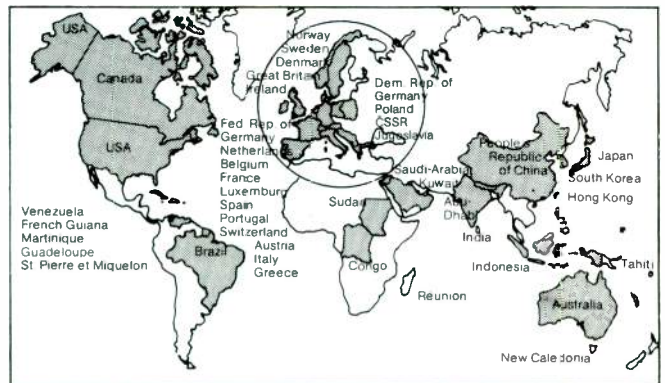 USA
Canada
USA
Norway
Sweden
Denmark
Great Britain
Ireland
Dem. Rep of
Germany
Poland
ČSSR
Jugoslavia
Fed Rep of
Germany
Netherlands
Belgium
France
Luxemburg
Spain
Portugal
Switzerland
Austria
Italy
Greece
Venezuela
French Guiana
Martinique
Guadeloupe
St Pierre et Miquelon
Brazil
Saudi-Arabia
Kuwait
Abu-
Dhabi
Sudan
Congo
Reunion
India
People's
Republic
of China
Japan
South Korea
Hong Kong
Indonesia
Tahiti
Australia
New Caledonia